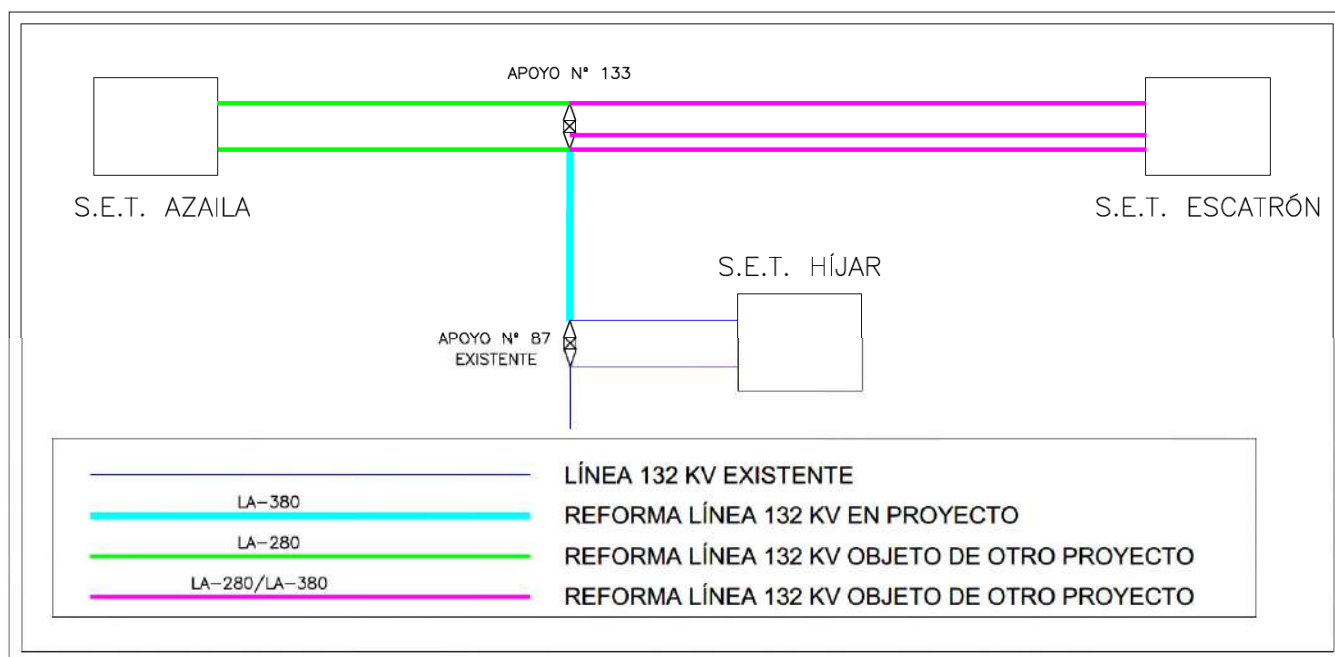 APOYO Nº 133
S.E.T. AZAILA
S.E.T. ESCATRÓN
S.E.T. HÍJAR
APOYO Nº 87
EXISTENTE
LÍNEA 132 KV EXISTENTE
LA-380
REFORMA LÍNEA 132 KV EN PROYECTO
LA-280
REFORMA LÍNEA 132 KV OBJETO DE OTRO PROYECTO
LA-280/LA-380
REFORMA LÍNEA 132 KV OBJETO DE OTRO PROYECTO